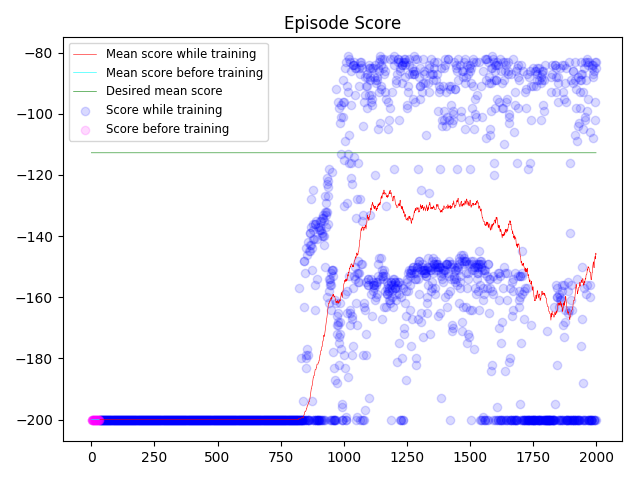 Episode Score
Mean score while training
Mean score before training
Desired mean score
Score while training
Score before training
−80
−100
−120
−140
−160
−180
−200
0 250 500 750 1000 1250 1500 1750 2000